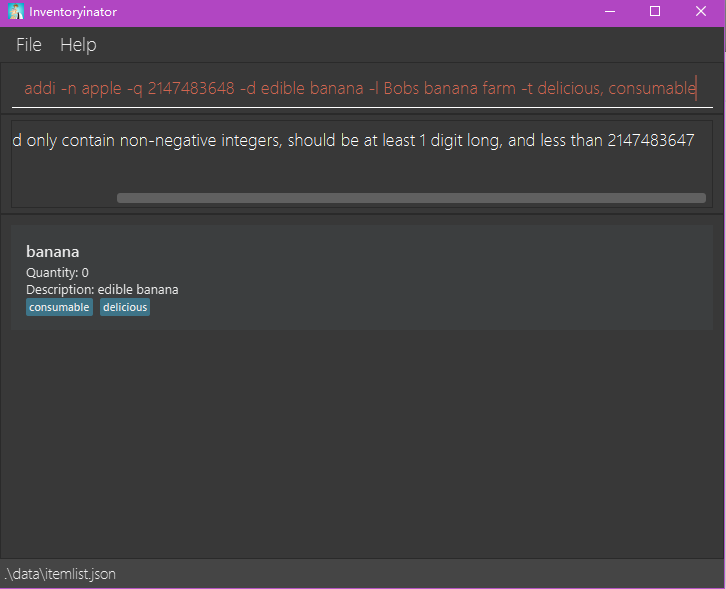 Inventoryinator
File Help
addi -n apple -q 2147483648 -d edible banana -l Bobs banana farm -t delicious, consumable
d only contain non-negative integers, should be at least 1 digit long, and less than 2147483647
banana
Quantity: 0
Description: edible banana
consumable delicious
.\data\itemlist.json